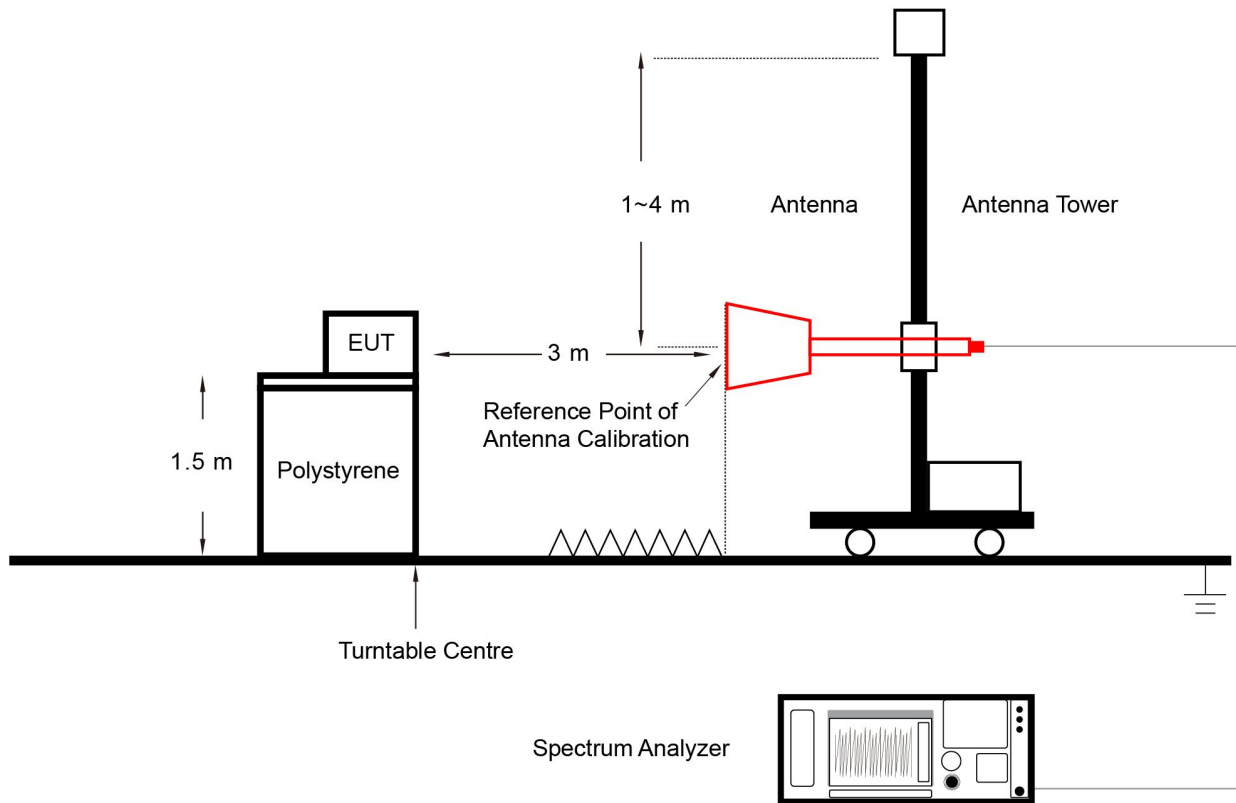 1~4 m
Antenna
Antenna Tower
EUT
3 m
Reference Point of
Antenna Calibration
1.5 m
Polystyrene
Turntable Centre
Spectrum Analyzer